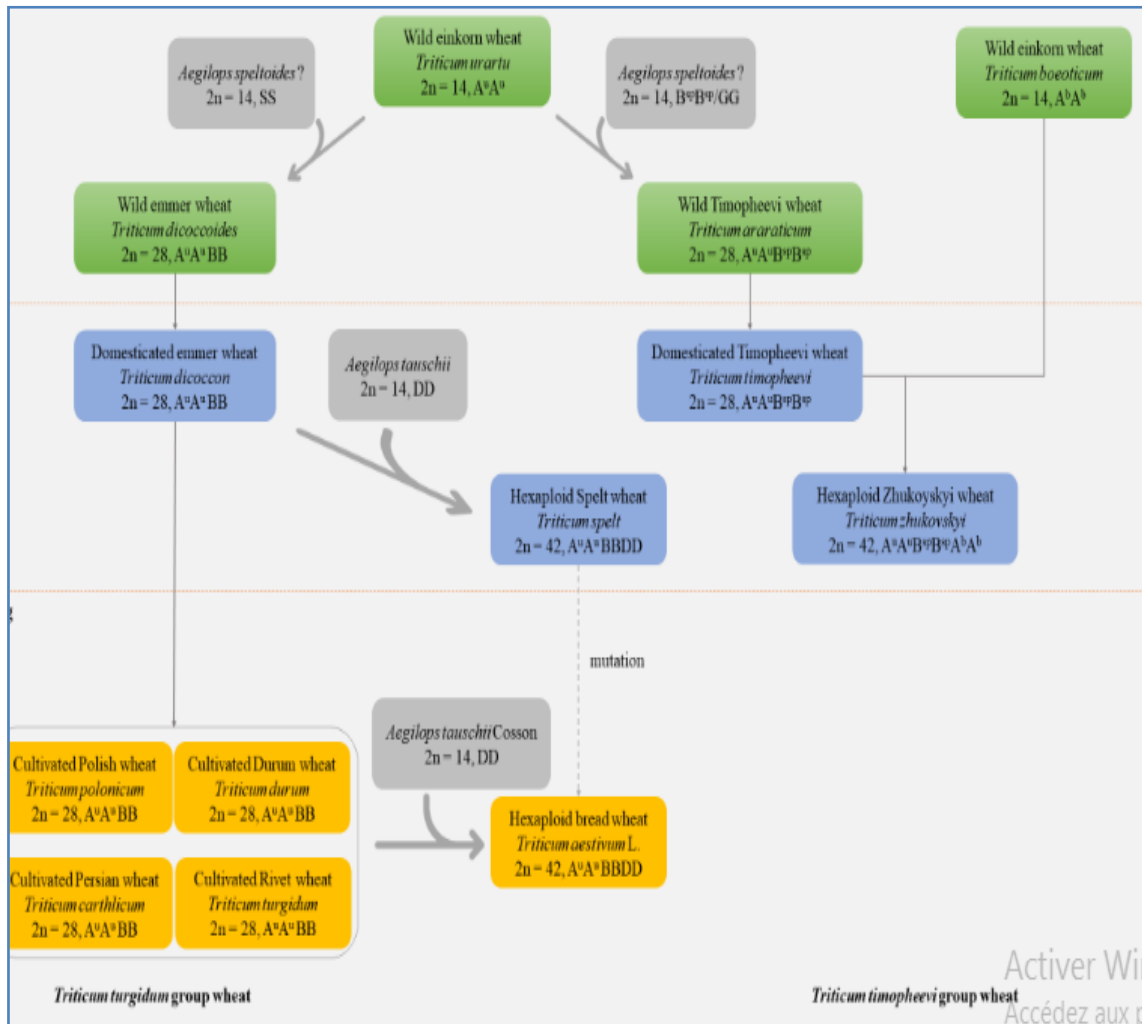 Wild einkorn wheat
Triticum urartu
2n = 14, AᵘAᵘ
Aegilops speltoides?
2n = 14, SS
Aegilops speltoides?
2n = 14, BˢᵖBˢᵖ/GG
Wild einkorn wheat
Triticum boeoticum
2n = 14, AᵇAᵇ
Wild emmer wheat
Triticum dicoccoides
2n = 28, AᵘAᵘBB
Wild Timopheevi wheat
Triticum araraticum
2n = 28, AᵘAᵘBˢᵖBˢᵖ
Domesticated emmer wheat
Triticum dicoccon
2n = 28, AᵘAᵘBB
Aegilops tauschii
2n = 14, DD
Domesticated Timopheevi wheat
Triticum timopheevi
2n = 28, AᵘAᵘBˢᵖBˢᵖ
Hexaploid Spelt wheat
Triticum spelt
2n = 42, AᵘAᵘBBDD
Hexaploid Zhukoyskyi wheat
Triticum zhukovskyi
2n = 42, AᵘAᵘBˢᵖBˢᵖAᵇAᵇ
g
mutation
Aegilops tauschii Cosson
2n = 14, DD
Cultivated Polish wheat
Triticum polonicum
2n = 28, AᵘAᵘBB
Cultivated Durum wheat
Triticum durum
2n = 28, AᵘAᵘBB
Hexaploid bread wheat
Triticum aestivum L.
2n = 42, AᵘAᵘBBDD
Cultivated Persian wheat
Triticum carthlicum
2n = 28, AᵘAᵘBB
Cultivated Rivet wheat
Triticum turgidum
2n = 28, AᵘAᵘBB
Triticum turgidum group wheat
Triticum timopheevi group wheat
Activer Wi
Accédez aux p